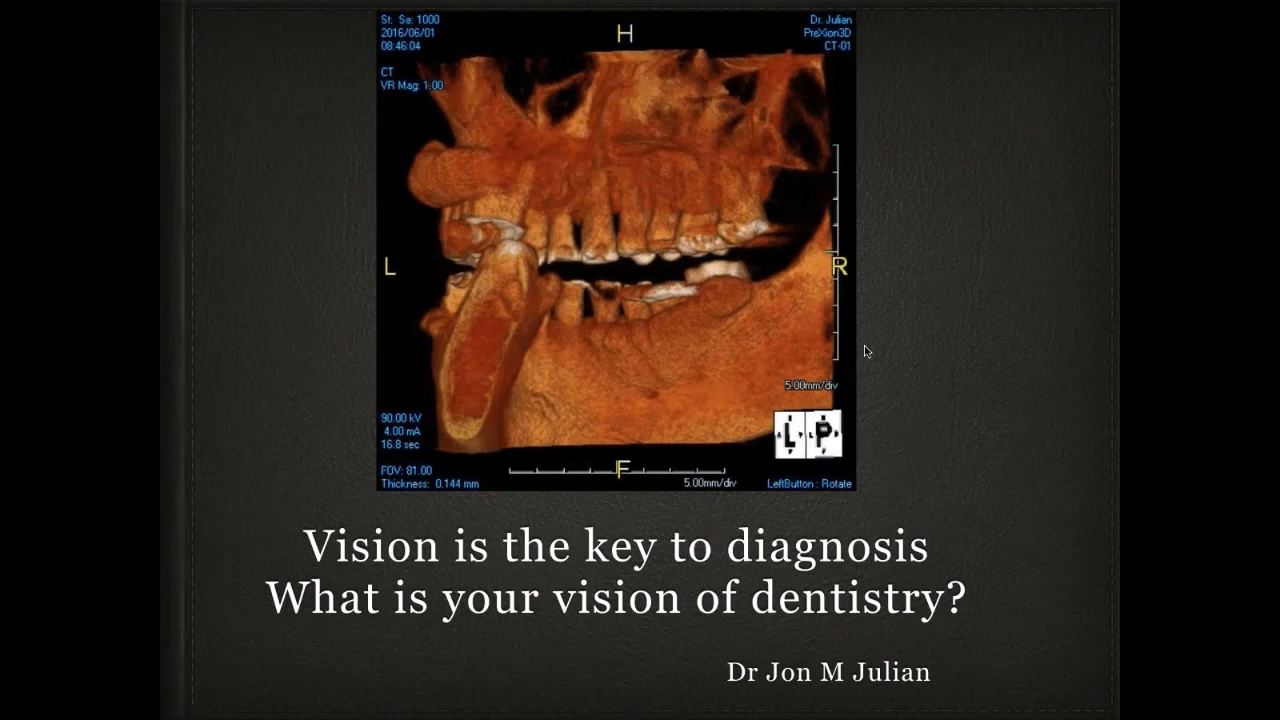 St: Se: 1000
2016/06/01
08:46:04
CT
VR Mag: 1.00
H
Dr. Julian
PreXion3D
CT-01
L
R
5.00mm/div
L P
90.00 kV
4.00 mA
16.8 sec
FOV: 81.00
Thickness: 0.144 mm
F
5.00mm/div
LeftButton : Rotate
Vision is the key to diagnosis
What is your vision of dentistry?
Dr Jon M Julian